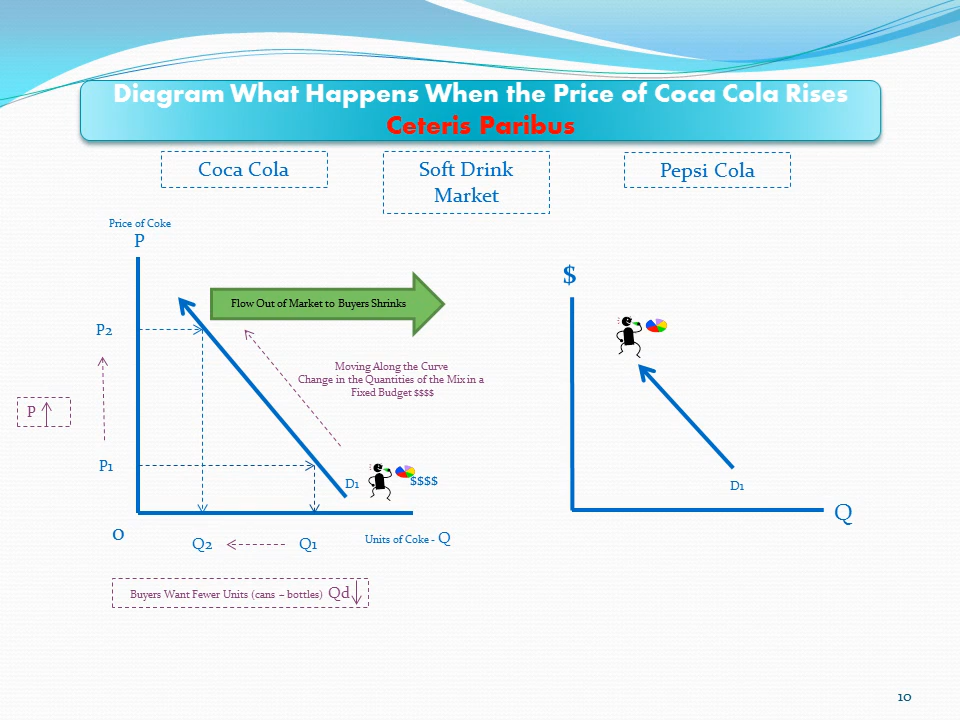 Diagram What Happens When the Price of Coca Cola Rises
Ceteris Paribus
Coca Cola
Soft Drink
Market
Pepsi Cola
Price of Coke
P
$
Flow Out of Market to Buyers Shrinks
P2
Moving Along the Curve
Change in the Quantities of the Mix in a
Fixed Budget $$$$
P
P1
D1
$$$$
D1
0
Q2
Q1
Units of Coke - Q
Q
Buyers Want Fewer Units (cans – bottles) Qd
10